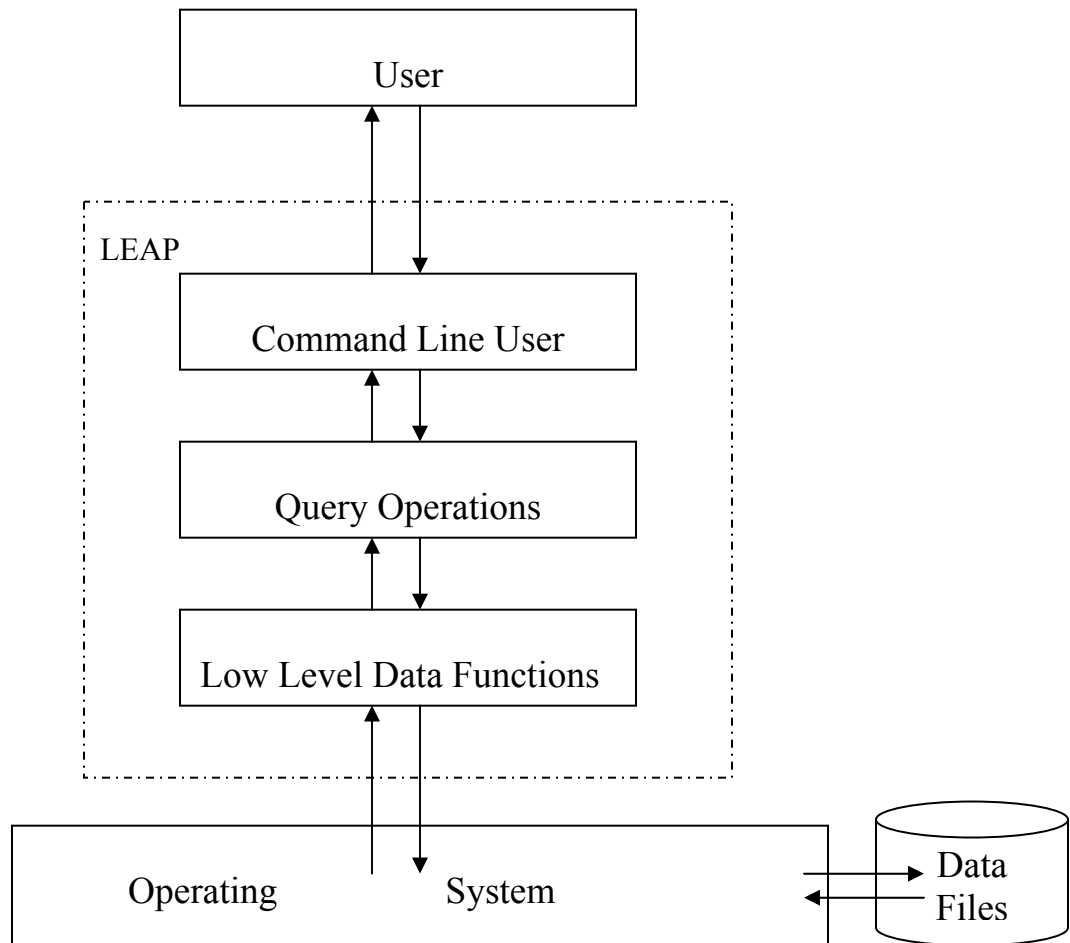 User
LEAP
Command Line User
Query Operations
Low Level Data Functions
Operating System
Data
Files